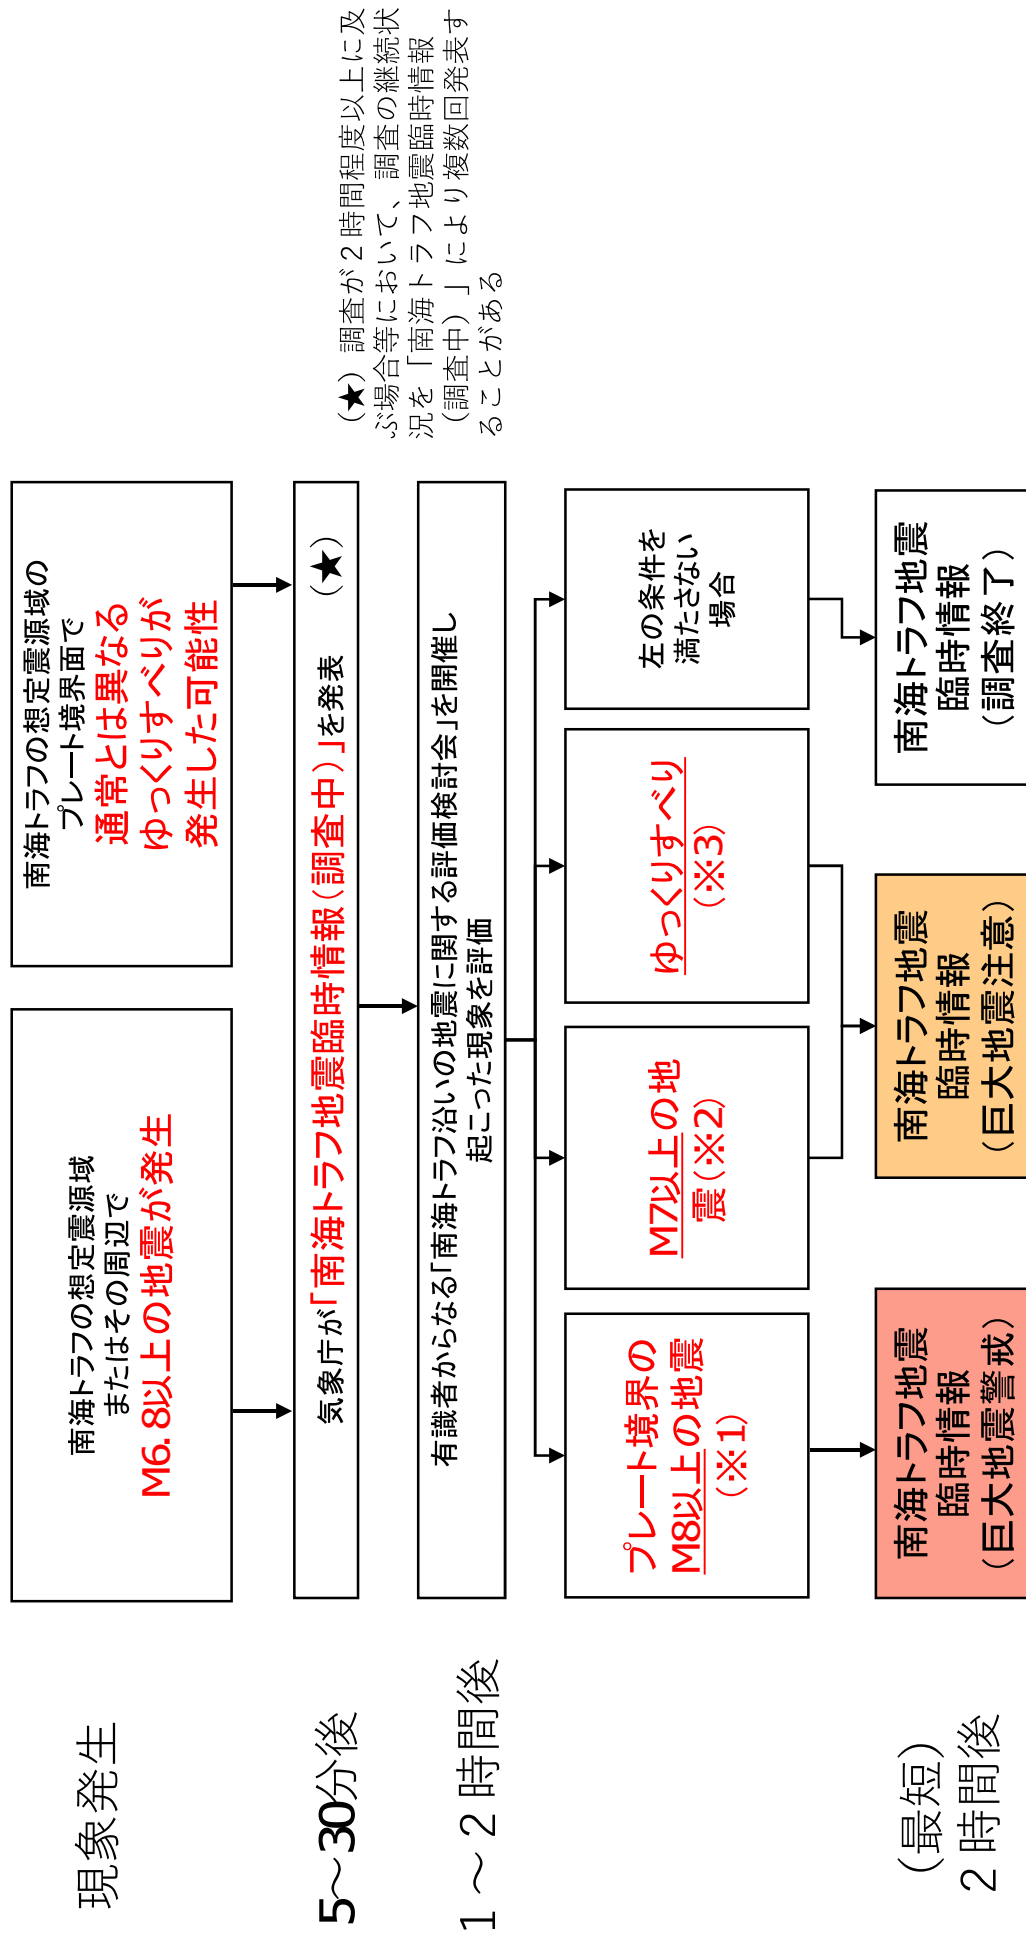 現象発生
南海トラフの想定震源域
またはその周辺で
M6.8以上の地震が発生
南海トラフの想定震源域の
プレート境界面で
通常とは異なる
ゆっくりすべりが
発生した可能性
5～30分後
気象庁が「南海トラフ地震臨時情報(調査中)」を発表　(★)
(★) 調査が２時間程度以上に及
ぶ場合等において、調査の継続状
況を「南海トラフ地震臨時情報
(調査中)」により複数回発表す
ることがある
１～２時間後
有識者からなる「南海トラフ沿いの地震に関する評価検討会」を開催し
起こった現象を評価
プレート境界の
M8以上の地震
(※1)
M7以上の地
震(※2)
ゆっくりすべり
(※3)
左の条件を
満たさない
場合
(最短)
２時間後
南海トラフ地震
臨時情報
(巨大地震警戒)
南海トラフ地震
臨時情報
(巨大地震注意)
南海トラフ地震
臨時情報
(調査終了)